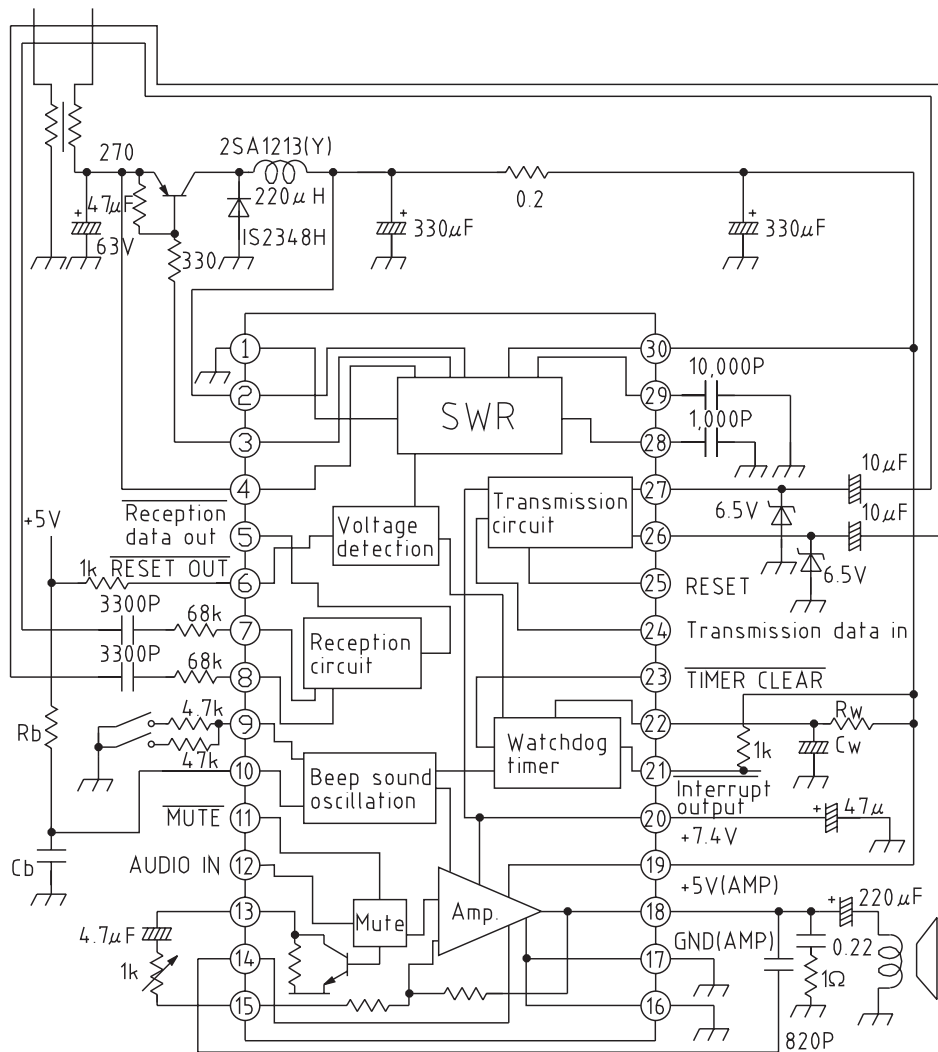 2SA1213(Y)
270
220μH
47μF
+
63V
IS2348H
330
+
330μF
0.2
+
330μF
1
2
3
4
5
6
7
8
9
10
11
12
13
14
15
30
29
28
27
26
25
24
23
22
21
20
19
18
17
16
SWR
10,000P
1,000P
10μF
10μF
6.5V
6.5V
Reception
data out
+5V
1k
RESET OUT
3300P
68k
3300P
68k
Voltage
detection
Transmission
circuit
Reception
circuit
RESET
Transmission data in
TIMER CLEAR
Rb
4.7k
47k
Beep sound
oscillation
Watchdog
timer
Rw
Cw
1k
Interrupt
output
+7.4V
+
47μ
MUTE
Cb
AUDIO IN
Mute
Amp.
+5V(AMP)
+
220μF
GND(AMP)
0.22
1Ω
820P
4.7μF
1k